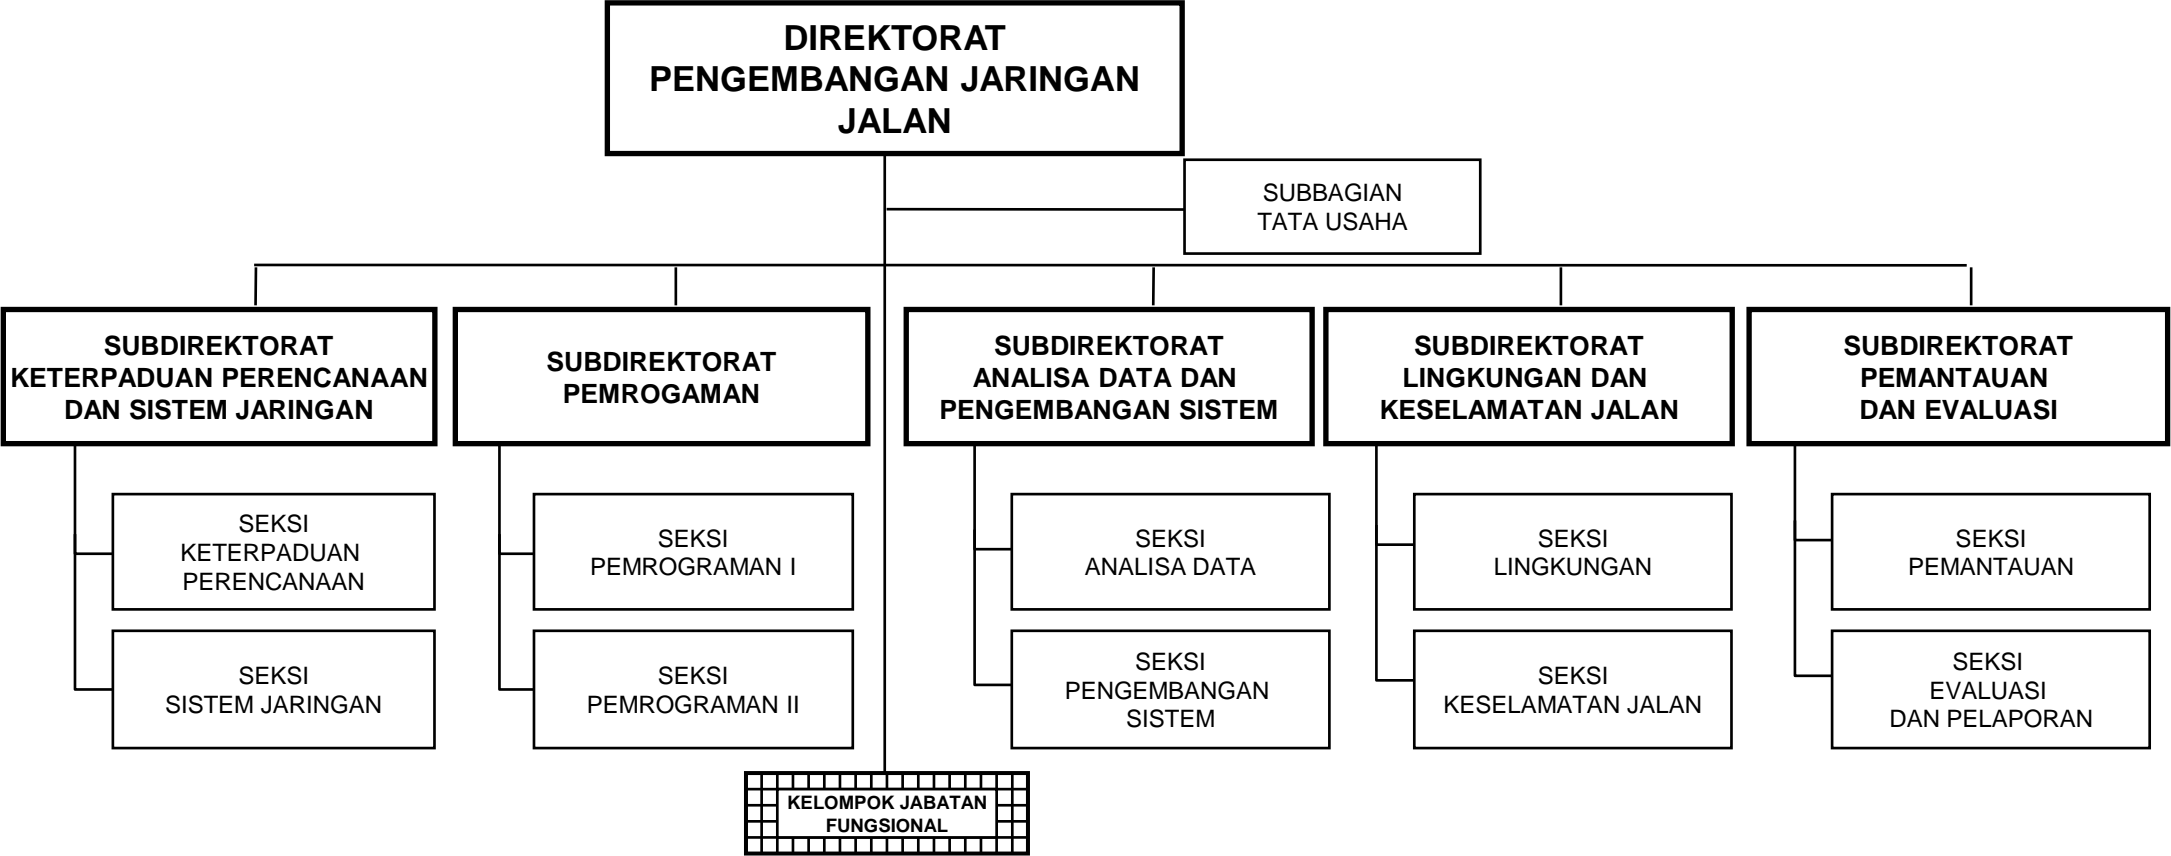 DIREKTORAT
PENGEMBANGAN JARINGAN
JALAN
SUBBAGIAN
TATA USAHA
SUBDIREKTORAT
KETERPADUAN PERENCANAAN
DAN SISTEM JARINGAN
SUBDIREKTORAT
PEMROGAMAN
SUBDIREKTORAT
ANALISA DATA DAN
PENGEMBANGAN SISTEM
SUBDIREKTORAT
LINGKUNGAN DAN
KESELAMATAN JALAN
SUBDIREKTORAT
PEMANTAUAN
DAN EVALUASI
SEKSI
KETERPADUAN
PERENCANAAN
SEKSI
PEMROGRAMAN I
SEKSI
ANALISA DATA
SEKSI
LINGKUNGAN
SEKSI
PEMANTAUAN
SEKSI
SISTEM JARINGAN
SEKSI
PEMROGRAMAN II
SEKSI
PENGEMBANGAN
SISTEM
SEKSI
KESELAMATAN JALAN
SEKSI
EVALUASI
DAN PELAPORAN
KELOMPOK JABATAN
FUNGSIONAL